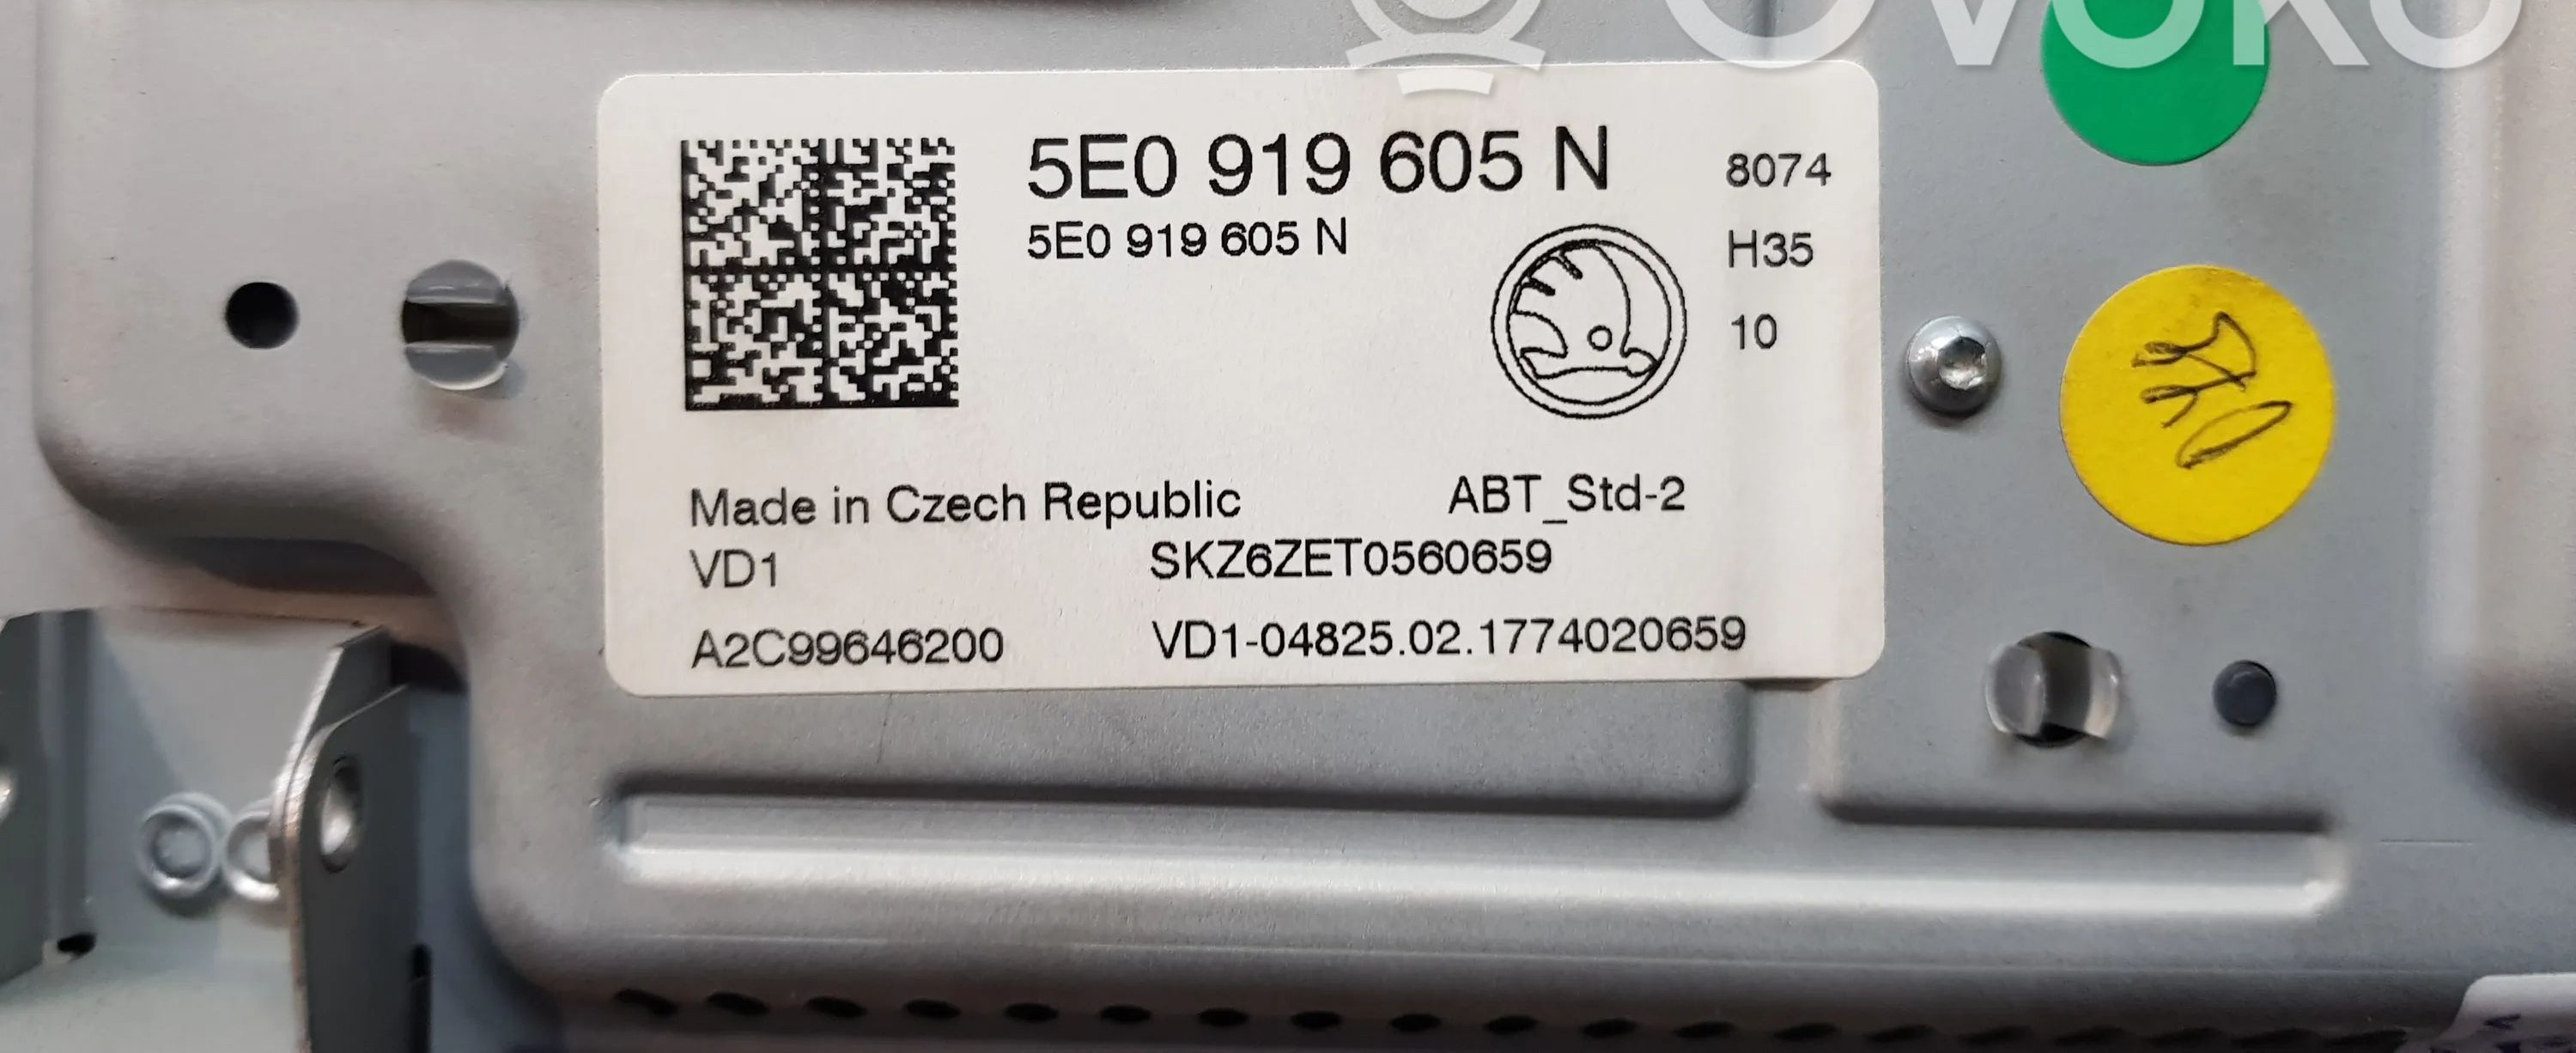 OVOKO
5E0 919 605 N
8074
5E0 919 605 N
H35
10
Made in Czech Republic
ABT_Std-2
VD1
SKZ6ZET0560659
A2C99646200
VD1-04825.02.1774020659